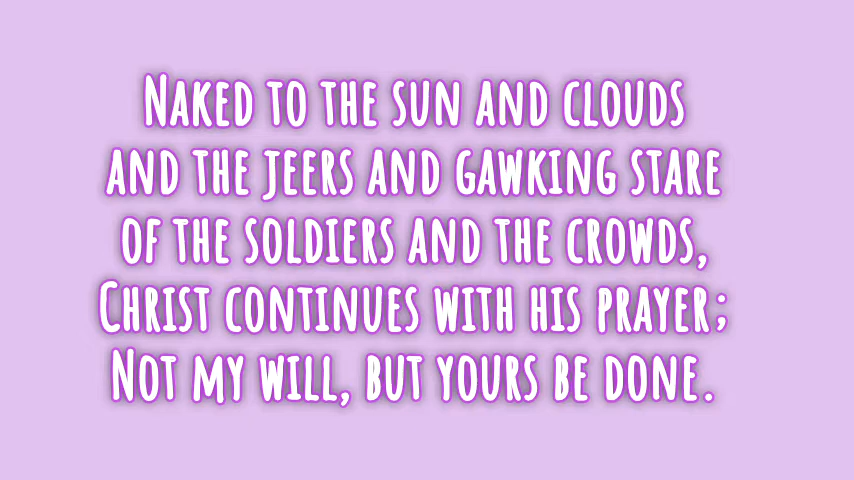 Naked to the sun and clouds
and the jeers and gawking stare
of the soldiers and the crowds,
Christ continues with his prayer;
Not my will, but yours be done.